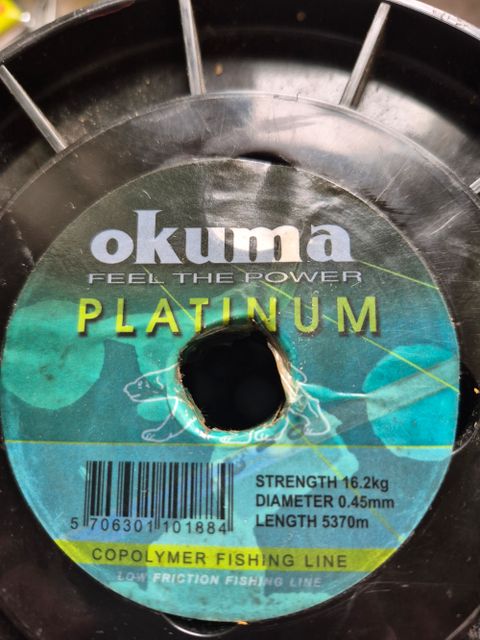 okuma
FEEL THE POWER
PLATINUM
STRENGTH 16.2kg
DIAMETER 0.45mm
LENGTH 5370m
5 706301 101884
COPOLYMER FISHING LINE
LOW FRICTION FISHING LINE